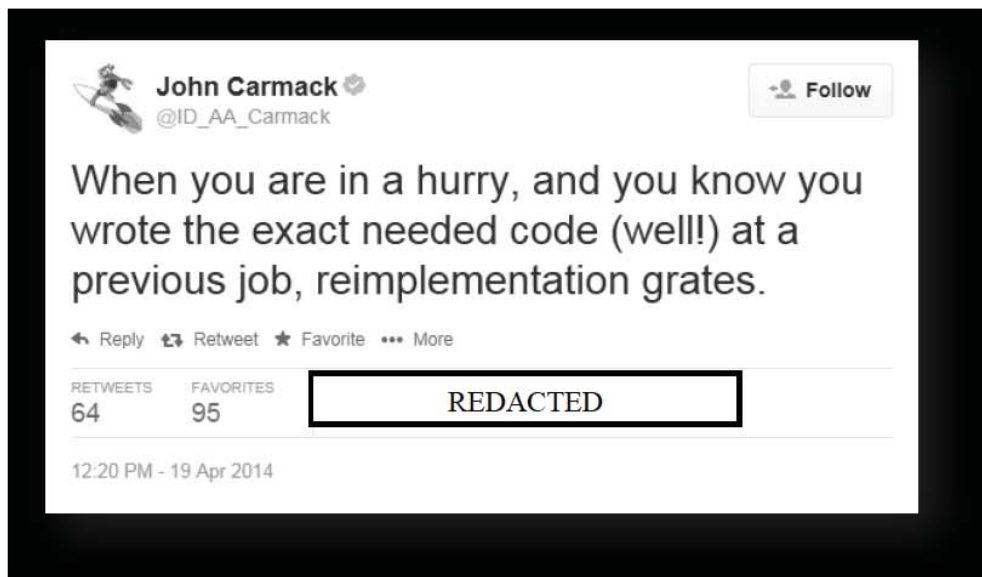 John Carmack
@ID_AA_Carmack
Follow
When you are in a hurry, and you know you
wrote the exact needed code (well!) at a
previous job, reimplementation grates.
Reply Retweet Favorite More
RETWEETS FAVORITES
64 95
REDACTED
12:20 PM - 19 Apr 2014